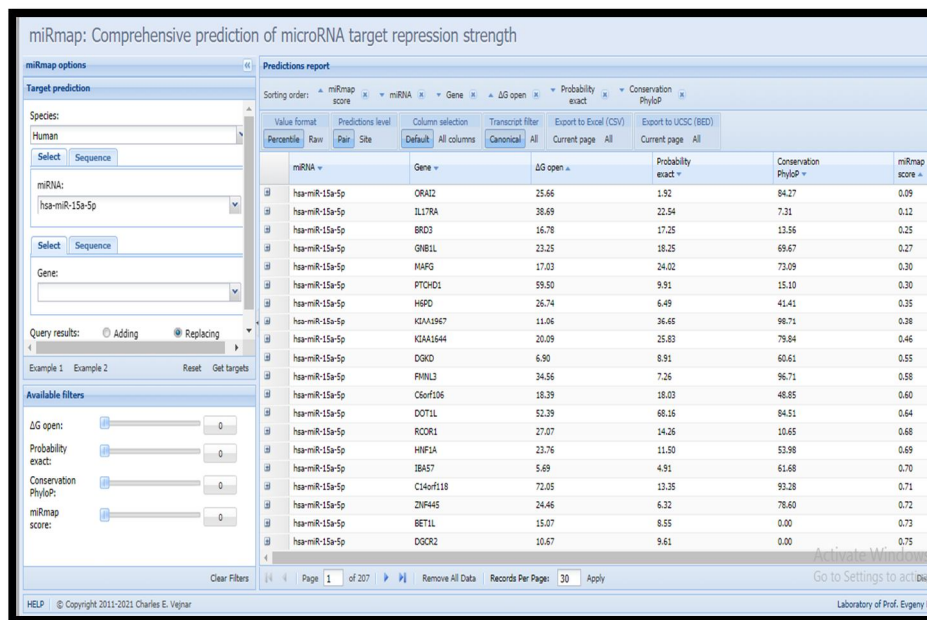 miRmap: Comprehensive prediction of microRNA target repression strength
miRmap options
Target prediction
Species:
Human
Select Sequence
miRNA:
hsa-miR-15a-5p
Select Sequence
Gene:
Query results: Adding Replacing
Example 1 Example 2 Reset Get targets
Available filters
ΔG open: 0
Probability exact: 0
Conservation PhyloP: 0
miRmap score: 0
Clear Filters
Predictions report
Sorting order: miRmap score miRNA Gene ΔG open Probability exact Conservation PhyloP
Value format Predictions level Column selection Transcript filter Export to Excel (CSV) Export to UCSC (BED)
Percentile Raw Pair Site Default All columns Canonical All Current page All Current page All
miRNA Gene ΔG open Probability exact Conservation PhyloP miRmap score
hsa-miR-15a-5p ORAI2 25.66 1.92 84.27 0.09
hsa-miR-15a-5p IL17RA 38.69 22.54 7.31 0.12
hsa-miR-15a-5p BRD3 16.78 17.25 13.56 0.25
hsa-miR-15a-5p GNB1L 23.25 18.25 69.67 0.27
hsa-miR-15a-5p MAFG 17.03 24.02 73.09 0.30
hsa-miR-15a-5p PTCHD1 59.50 9.91 15.10 0.30
hsa-miR-15a-5p H6PD 26.74 6.49 41.41 0.35
hsa-miR-15a-5p KIAA1967 11.06 36.65 98.71 0.38
hsa-miR-15a-5p KIAA1644 20.09 25.83 79.84 0.46
hsa-miR-15a-5p DGKD 6.90 8.91 60.61 0.55
hsa-miR-15a-5p FMNL3 34.56 7.26 96.71 0.58
hsa-miR-15a-5p C6orf106 18.39 18.03 48.85 0.60
hsa-miR-15a-5p DOT1L 52.39 68.16 84.51 0.64
hsa-miR-15a-5p RCOR1 27.07 14.26 10.65 0.68
hsa-miR-15a-5p HNF1A 23.76 11.50 53.98 0.69
hsa-miR-15a-5p IBA57 5.69 4.91 61.68 0.70
hsa-miR-15a-5p C14orf118 72.05 13.35 93.28 0.71
hsa-miR-15a-5p ZNF445 24.46 6.32 78.60 0.72
hsa-miR-15a-5p BET1L 15.07 8.55 0.00 0.73
hsa-miR-15a-5p DGCR2 10.67 9.61 0.00 0.75
Activate Windows
Go to Settings to
Page 1 of 207 Remove All Data Records Per Page: 30 Apply
HELP © Copyright 2011-2021 Charles E. Vejnar Laboratory of Prof. Evgeny